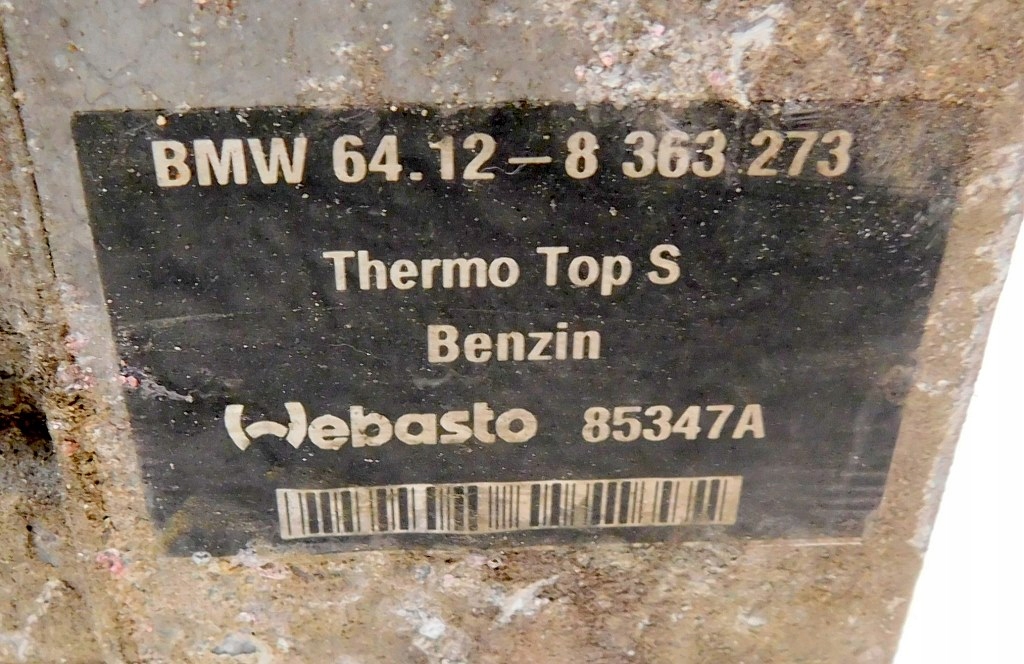 BMW 64.12-8 363 273
Thermo Top S
Benzin
Webasto 85347A